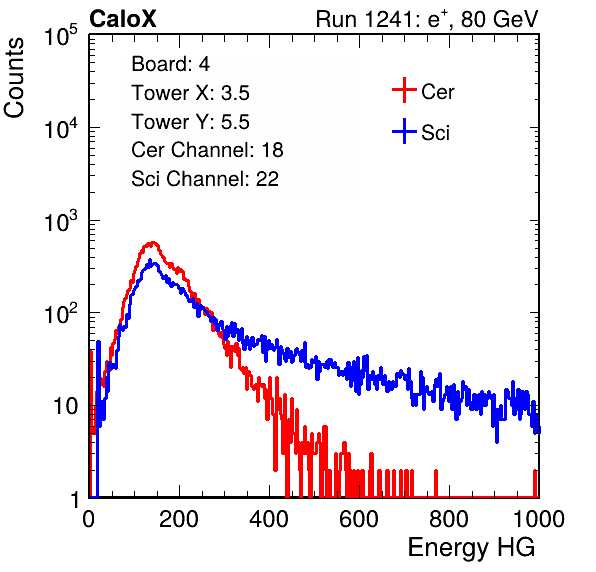 CaloX Run 1241: e⁺, 80 GeV
Counts
10⁵
10⁴
10³
10²
10
1
Board: 4
Tower X: 3.5
Tower Y: 5.5
Cer Channel: 18
Sci Channel: 22
Cer
Sci
0 200 400 600 800 1000
Energy HG